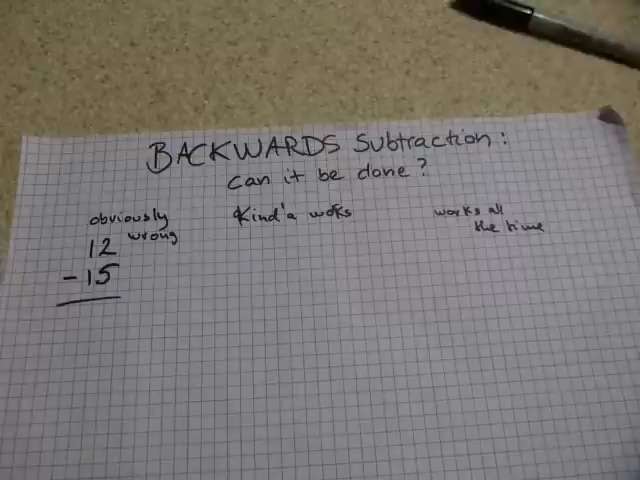 BACKWARDS Subtraction:
can it be done?
obviously
wrong
12
-15
Kind'a works
works all
the time